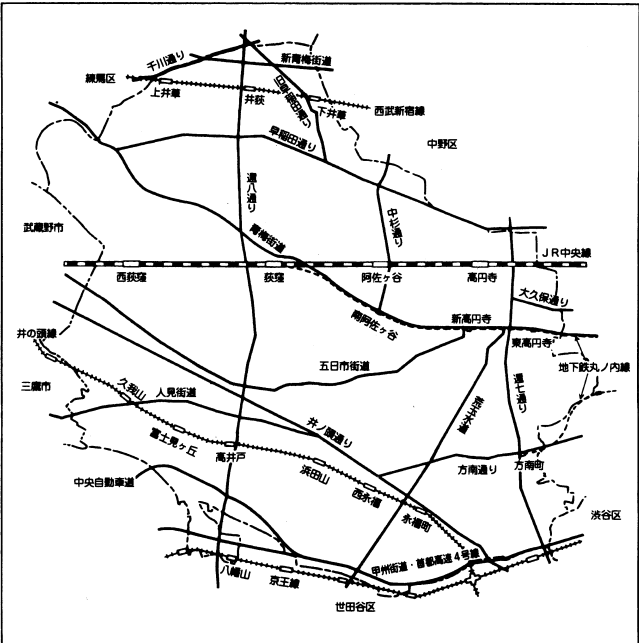 千川通り
新青梅街道
練馬区
上井草
井荻
旧早稲田通り
下井草
西武新宿線
早稲田通り
中野区
環八通り
中杉通り
武蔵野市
青梅街道
JR中央線
西荻窪
荻窪
阿佐ヶ谷
高円寺
大久保通り
南阿佐ヶ谷
新高円寺
東高円寺
井の頭線
五日市街道
地下鉄丸ノ内線
三鷹市
久我山
人見街道
環七通り
荒玉水道
井ノ頭通り
富士見ヶ丘
高井戸
浜田山
方南通り
方南町
中央自動車道
西永福
永福町
渋谷区
甲州街道・首都高速4号線
八幡山
京王線
世田谷区